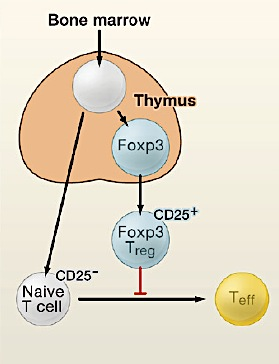 Bone marrow
Thymus
Foxp3
CD25+
Foxp3
Treg
CD25-
Naive
T cell
Teff